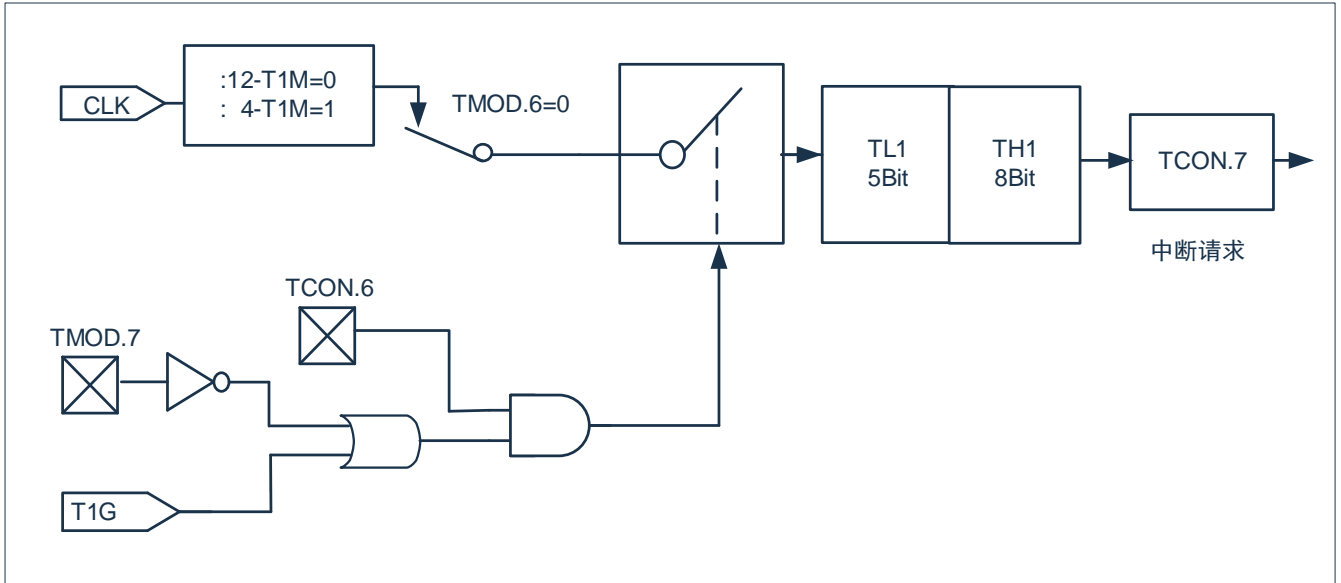 :12-T1M=0
: 4-T1M=1
CLK
TMOD.6=0
TL1
5Bit
TH1
8Bit
TCON.7
中断请求
TCON.6
TMOD.7
T1G